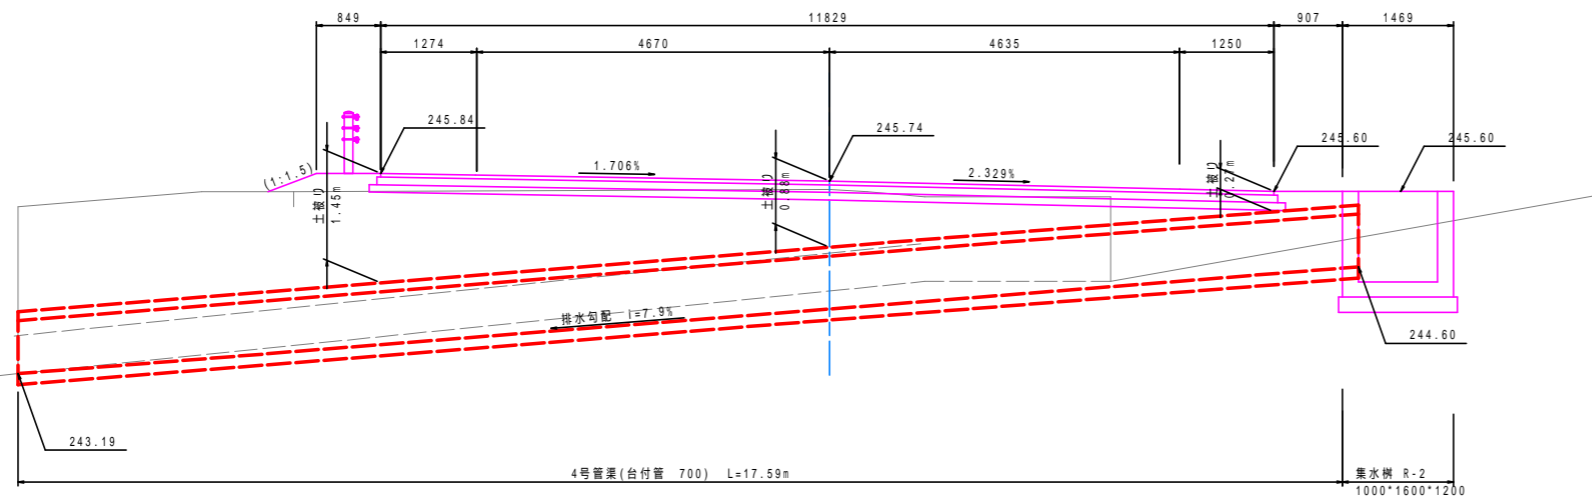 849
11829
907
1469
1274
4670
4635
1250
245.84
245.74
245.60
245.60
(1:1.5)
土被り
1.45m
1.706%
土被り
0.88m
2.329%
土被り
0.27m
排水勾配 i=7.9%
244.60
243.19
4号管渠(台付管 700) L=17.59m
集水桝 R-2
1000*1600*1200